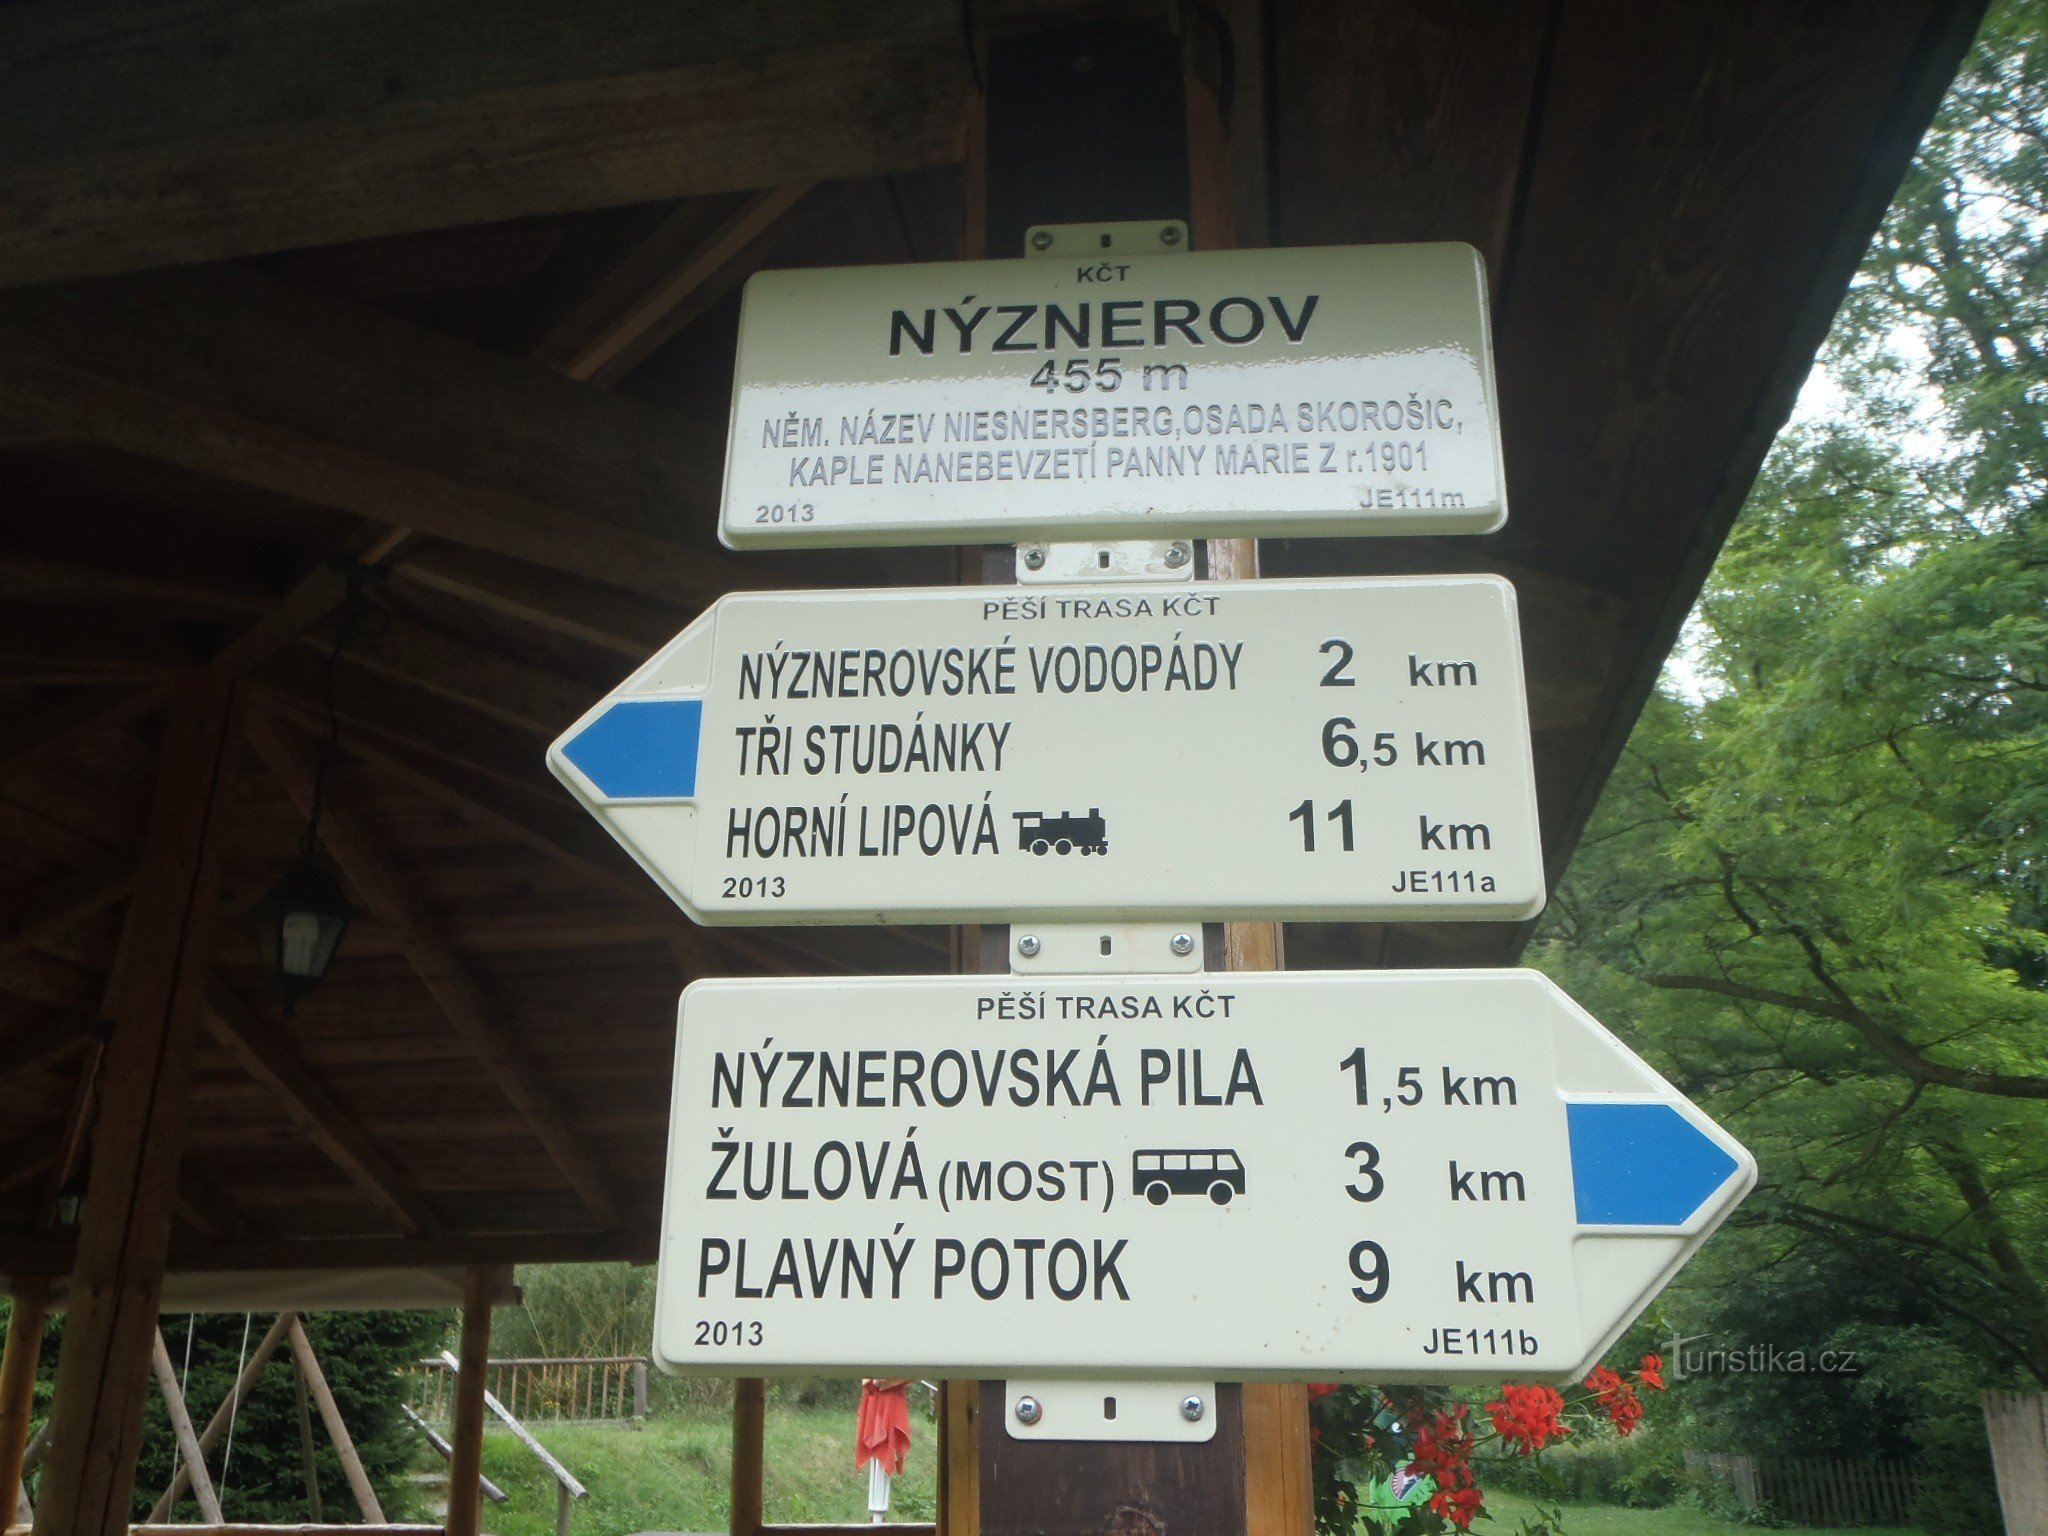 KČT
NÝZNEROV
455 m
NĚM. NÁZEV NIESNERSBERG,OSADA SKOROŠIC,
KAPLE NANEBEVZETÍ PANNY MARIE Z r.1901
2013 JE111m
PĚŠÍ TRASA KČT
NÝZNEROVSKÉ VODOPÁDY 2 km
TŘI STUDÁNKY 6,5 km
HORNÍ LIPOVÁ 11 km
2013 JE111a
PĚŠÍ TRASA KČT
NÝZNEROVSKÁ PILA 1,5 km
ŽULOVÁ (MOST) 3 km
PLAVNÝ POTOK 9 km
2013 JE111b
Turistika.cz